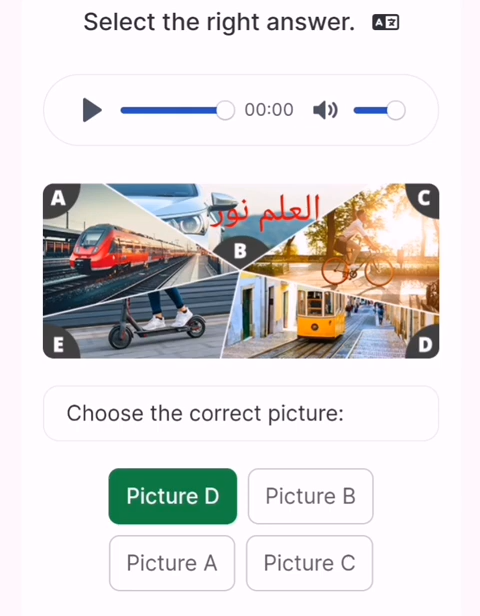 Select the right answer.
00:00
A
العلم نور
C
B
E
D
Choose the correct picture:
Picture D
Picture B
Picture A
Picture C